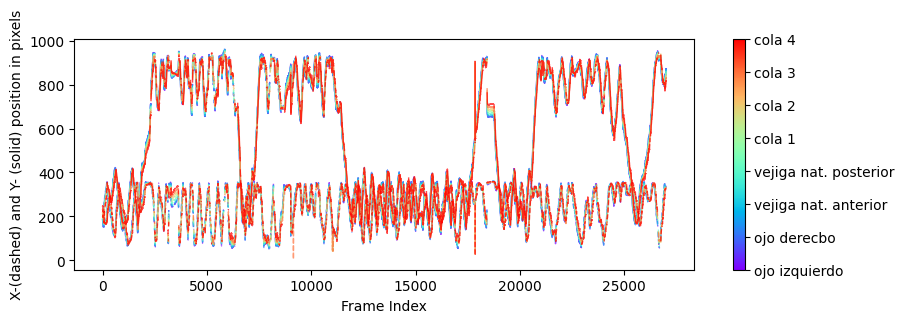 X-(dashed) and Y- (solid) position in pixels
1000
800
600
400
200
0
0 5000 10000 15000 20000 25000
Frame Index
cola 4
cola 3
cola 2
cola 1
vejiga nat. posterior
vejiga nat. anterior
ojo derecbo
ojo izquierdo